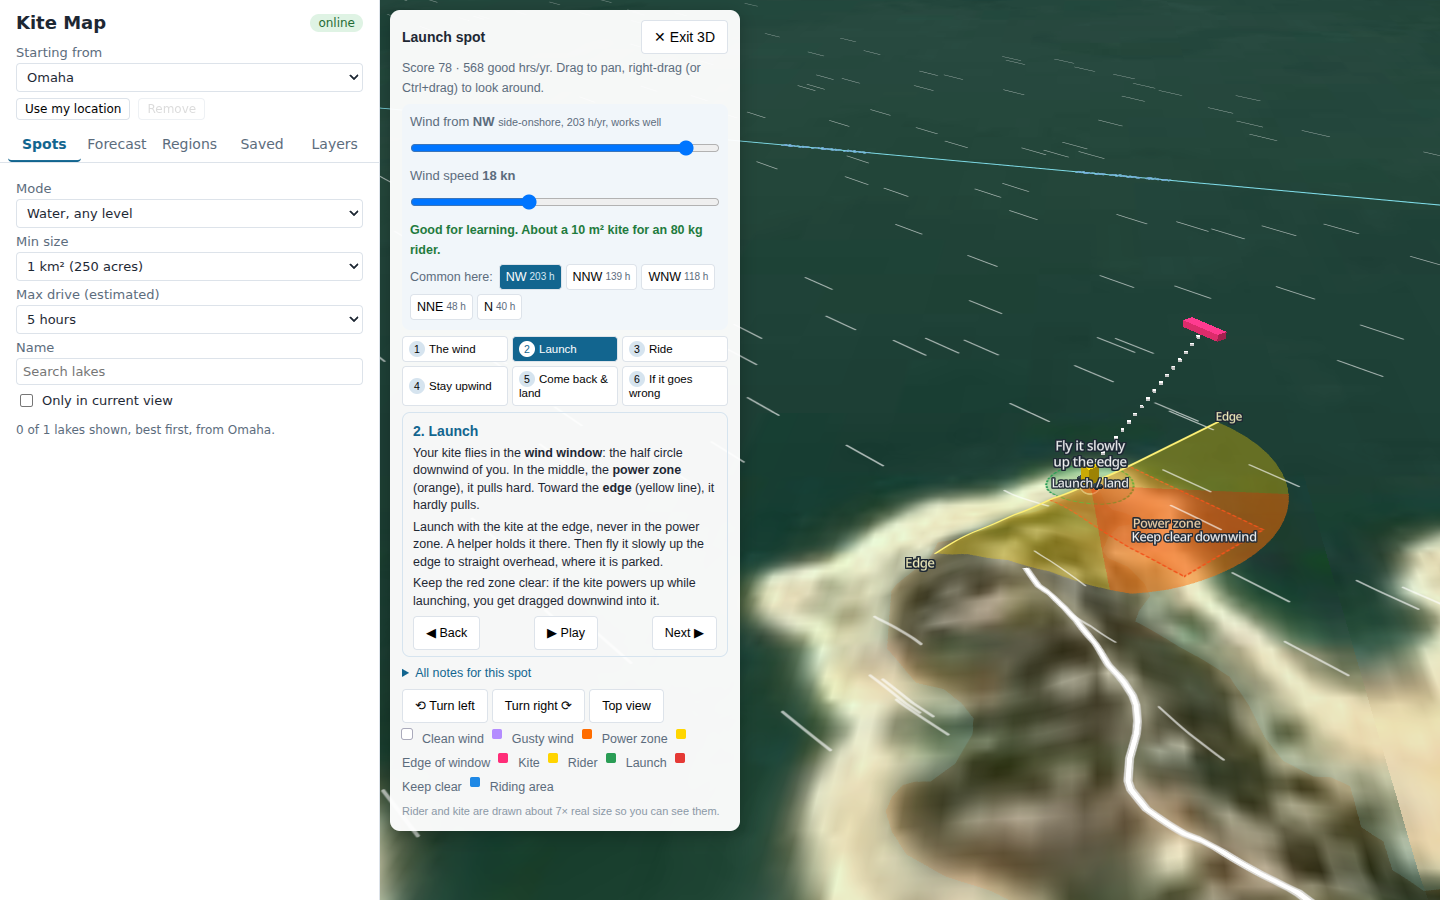 Kite Map
online
Starting from
Omaha
Use my location
Remove
Spots
Forecast
Regions
Saved
Layers
Mode
Water, any level
Min size
1 km² (250 acres)
Max drive (estimated)
5 hours
Name
Search lakes
Only in current view
0 of 1 lakes shown, best first, from Omaha.
Launch spot
✕ Exit 3D
Score 78 · 568 good hrs/yr. Drag to pan, right-drag (or
Ctrl+drag) to look around.
Wind from NW side-onshore, 203 h/yr, works well
Wind speed 18 kn
Good for learning. About a 10 m² kite for an 80 kg
rider.
Common here: NW 203 h NNW 139 h WNW 118 h
NNE 48 h N 40 h
1 The wind
2 Launch
3 Ride
4 Stay upwind
5 Come back &
land
6 If it goes
wrong
2. Launch
Your kite flies in the wind window: the half circle
downwind of you. In the middle, the power zone
(orange), it pulls hard. Toward the edge (yellow line), it
hardly pulls.
Launch with the kite at the edge, never in the power
zone. A helper holds it there. Then fly it slowly up the
edge to straight overhead, where it is parked.
Keep the red zone clear: if the kite powers up while
launching, you get dragged downwind into it.
◀ Back
▶ Play
Next ▶
▶ All notes for this spot
⟲ Turn left
Turn right ⟳
Top view
Clean wind Gusty wind Power zone
Edge of window Kite Rider Launch
Keep clear Riding area
Rider and kite are drawn about 7× real size so you can see them.
Edge
Fly it slowly
up the edge
Launch / land
Power zone
Keep clear downwind
Edge